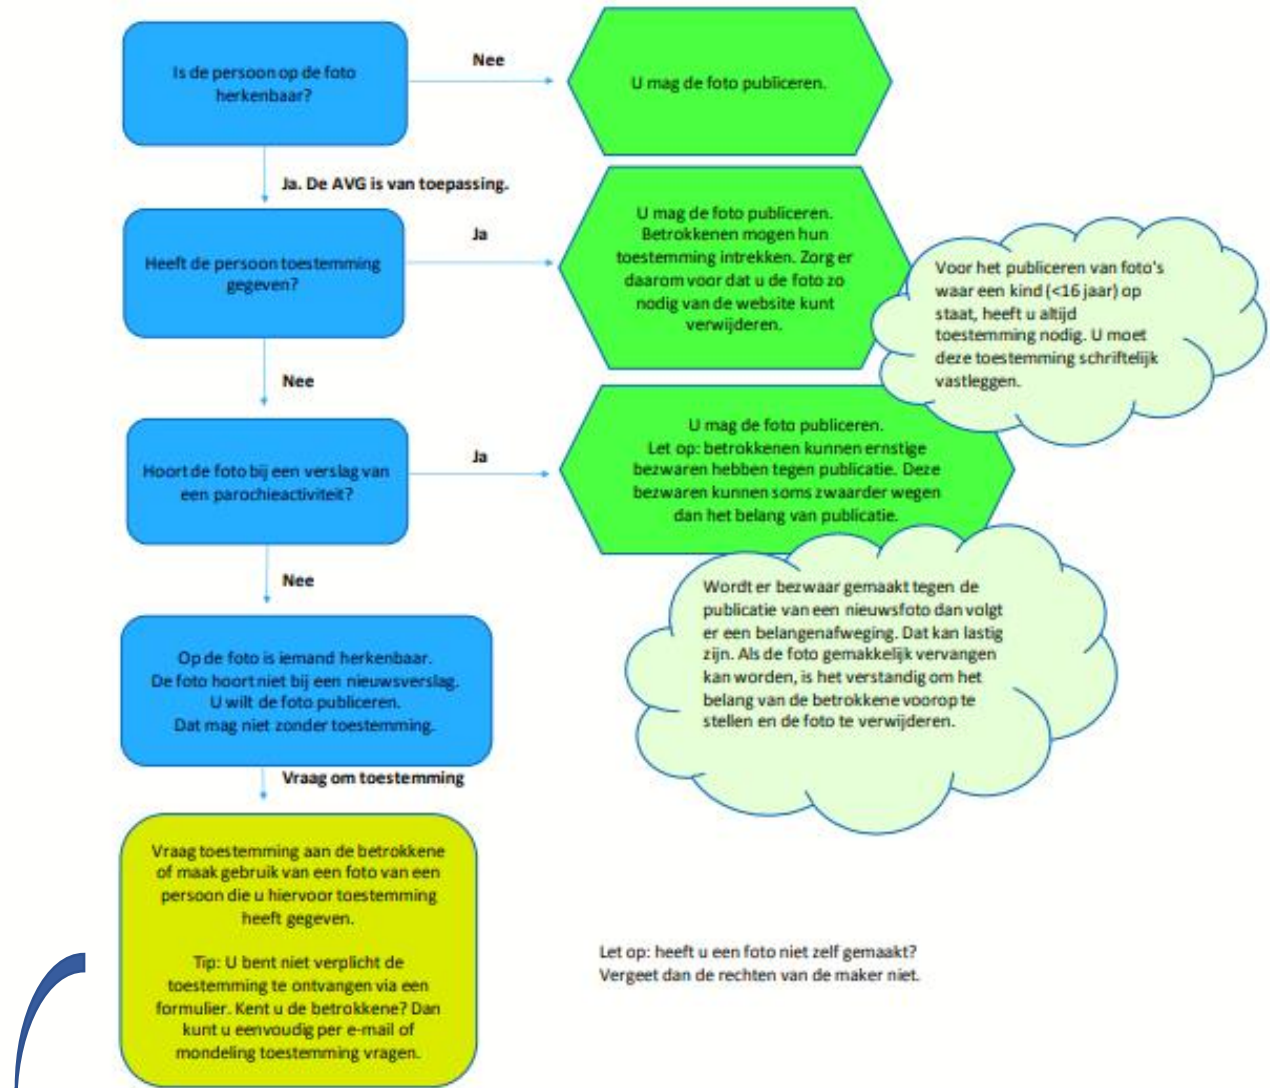 Is de persoon op de foto
herkenbaar?
Nee
U mag de foto publiceren.
Ja. De AVG is van toepassing.
Heeft de persoon toestemming
gegeven?
Ja
U mag de foto publiceren.
Betrokkenen mogen hun
toestemming intrekken. Zorg er
daarom voor dat u de foto zo
nodig van de website kunt
verwijderen.
Voor het publiceren van foto's
waar een kind (<16 jaar) op
staat, heeft u altijd
toestemming nodig. U moet
deze toestemming schriftelijk
vastleggen.
Nee
Hoort de foto bij een verslag van
een parochieactiviteit?
Ja
U mag de foto publiceren.
Let op: betrokkenen kunnen ernstige
bezwaren hebben tegen publicatie. Deze
bezwaren kunnen soms zwaarder wegen
dan het belang van publicatie.
Nee
Wordt er bezwaar gemaakt tegen de
publicatie van een nieuwsfoto dan volgt
er een belangenafweging. Dat kan lastig
zijn. Als de foto gemakkelijk vervangen
kan worden, is het verstandig om het
belang van de betrokkene voorop te
stellen en de foto te verwijderen.
Op de foto is iemand herkenbaar.
De foto hoort niet bij een nieuwsverslag.
U wilt de foto publiceren.
Dat mag niet zonder toestemming.
Vraag om toestemming
Vraag toestemming aan de betrokkene
of maak gebruik van een foto van een
persoon die u hiervoor toestemming
heeft gegeven.
Tip: U bent niet verplicht de
toestemming te ontvangen via een
formulier. Kent u de betrokkene? Dan
kunt u eenvoudig per e-mail of
mondeling toestemming vragen.
Let op: heeft u een foto niet zelf gemaakt?
Vergeet dan de rechten van de maker niet.